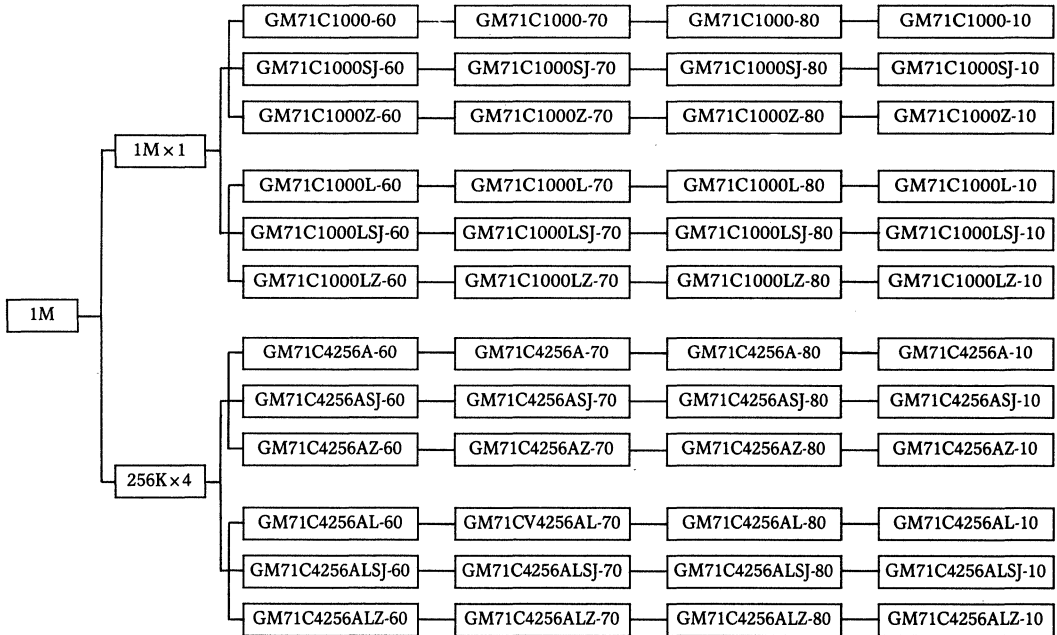 GM71C1000-60 GM71C1000-70 GM71C1000-80 GM71C1000-10
GM71C1000SJ-60 GM71C1000SJ-70 GM71C1000SJ-80 GM71C1000SJ-10
GM71C1000Z-60 GM71C1000Z-70 GM71C1000Z-80 GM71C1000Z-10
1M×1
GM71C1000L-60 GM71C1000L-70 GM71C1000L-80 GM71C1000L-10
GM71C1000LSJ-60 GM71C1000LSJ-70 GM71C1000LSJ-80 GM71C1000LSJ-10
GM71C1000LZ-60 GM71C1000LZ-70 GM71C1000LZ-80 GM71C1000LZ-10
1M
GM71C4256A-60 GM71C4256A-70 GM71C4256A-80 GM71C4256A-10
GM71C4256ASJ-60 GM71C4256ASJ-70 GM71C4256ASJ-80 GM71C4256ASJ-10
GM71C4256AZ-60 GM71C4256AZ-70 GM71C4256AZ-80 GM71C4256AZ-10
256K×4
GM71C4256AL-60 GM71CV4256AL-70 GM71C4256AL-80 GM71C4256AL-10
GM71C4256ALSJ-60 GM71C4256ALSJ-70 GM71C4256ALSJ-80 GM71C4256ALSJ-10
GM71C4256ALZ-60 GM71C4256ALZ-70 GM71C4256ALZ-80 GM71C4256ALZ-10